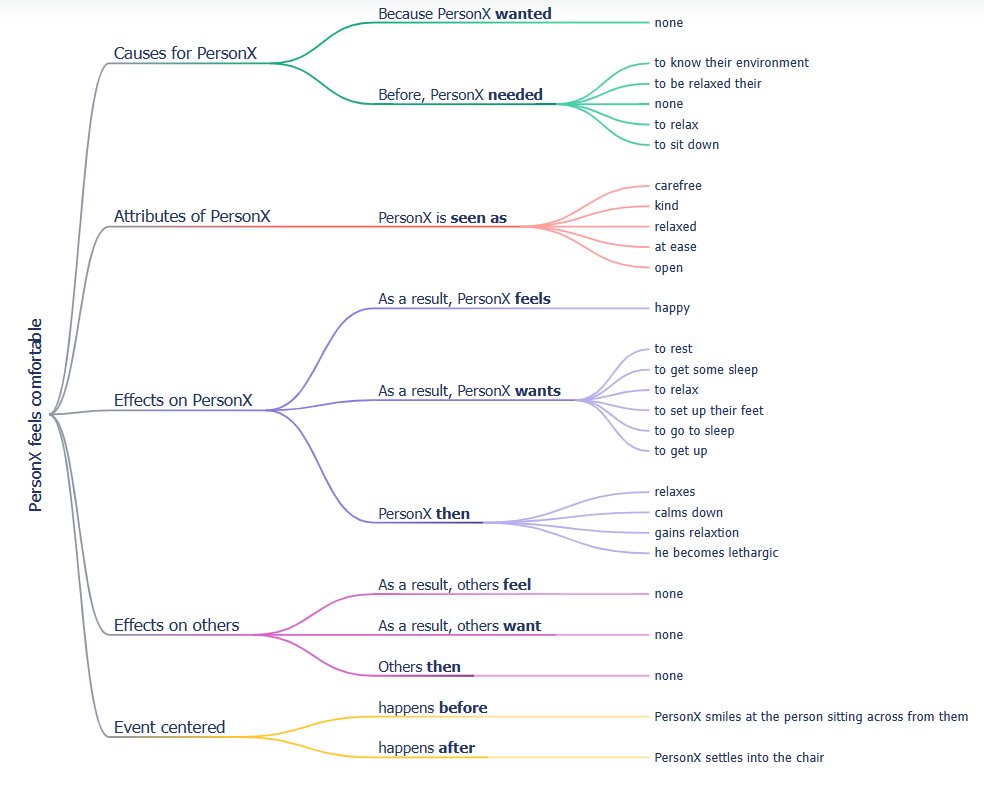 PersonX feels comfortable
Causes for PersonX
Because PersonX wanted
none
Before, PersonX needed
to know their environment
to be relaxed their
none
to relax
to sit down
Attributes of PersonX
PersonX is seen as
carefree
kind
relaxed
at ease
open
Effects on PersonX
As a result, PersonX feels
happy
As a result, PersonX wants
to rest
to get some sleep
to relax
to set up their feet
to go to sleep
to get up
PersonX then
relaxes
calms down
gains relaxtion
he becomes lethargic
Effects on others
As a result, others feel
none
As a result, others want
none
Others then
none
Event centered
happens before
PersonX smiles at the person sitting across from them
happens after
PersonX settles into the chair